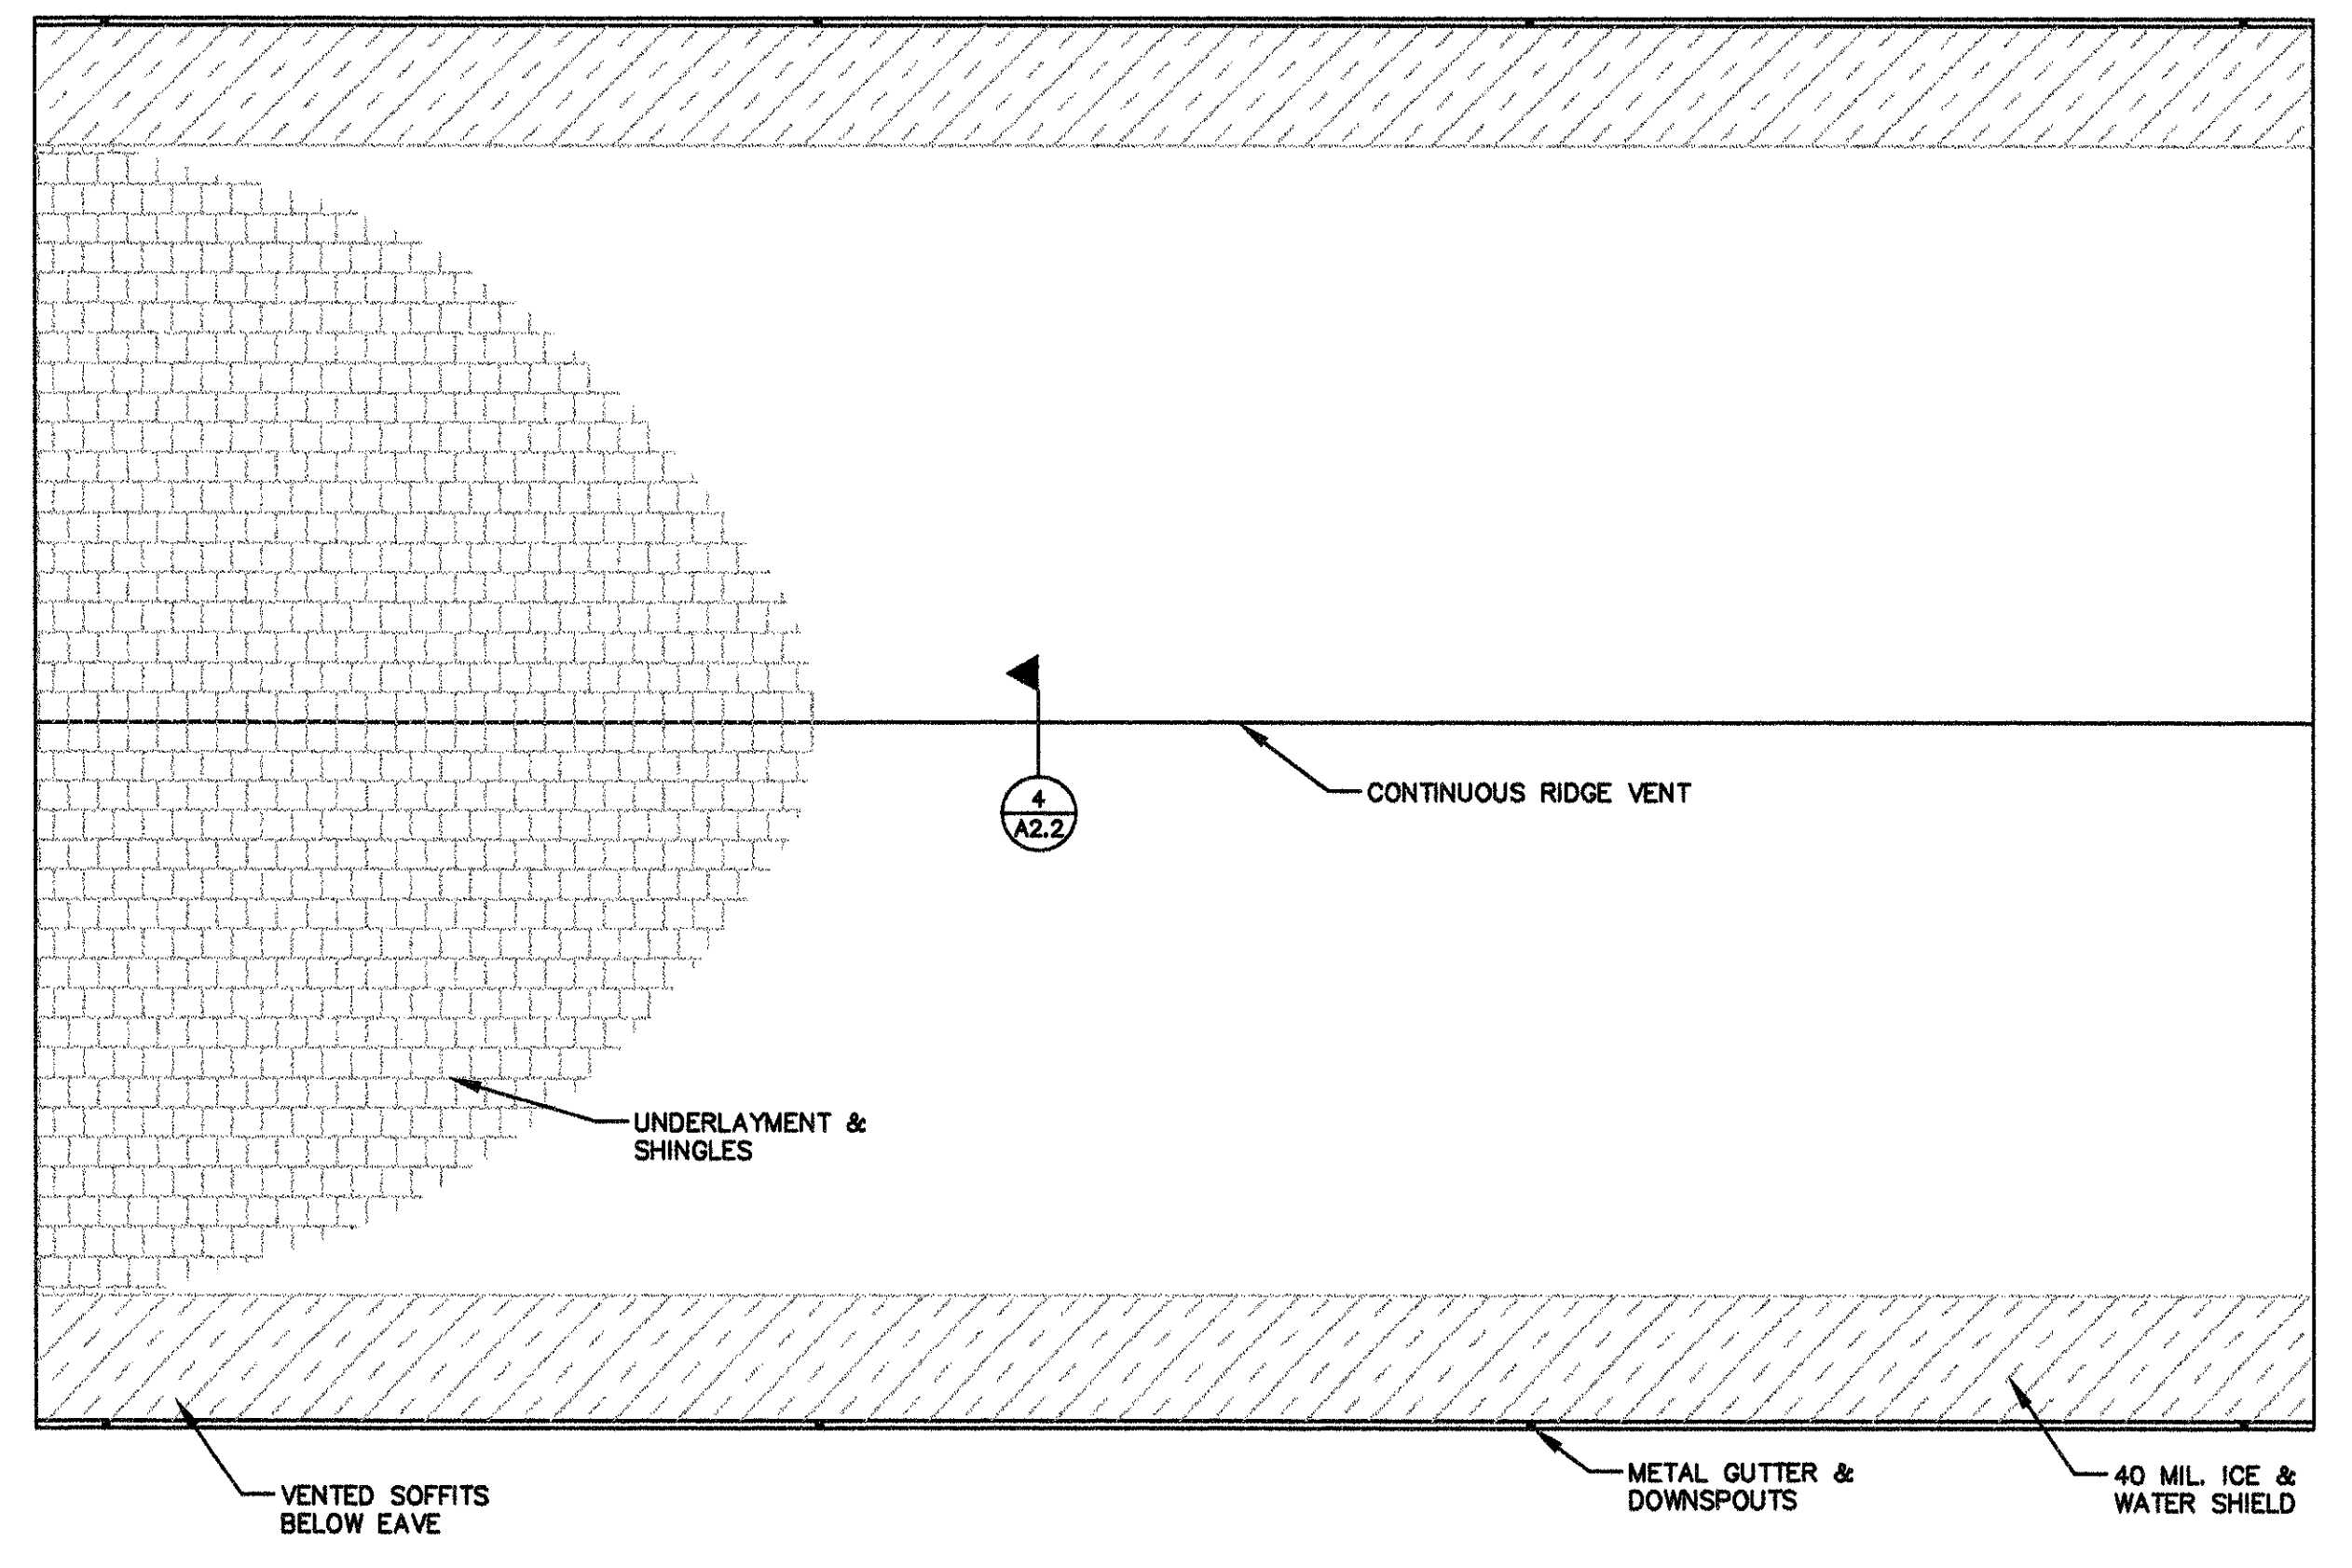 4
A2.2
CONTINUOUS RIDGE VENT
UNDERLAYMENT &
SHINGLES
METAL GUTTER &
DOWNSPOUTS
40 MIL. ICE &
WATER SHIELD
VENTED SOFFITS
BELOW EAVE